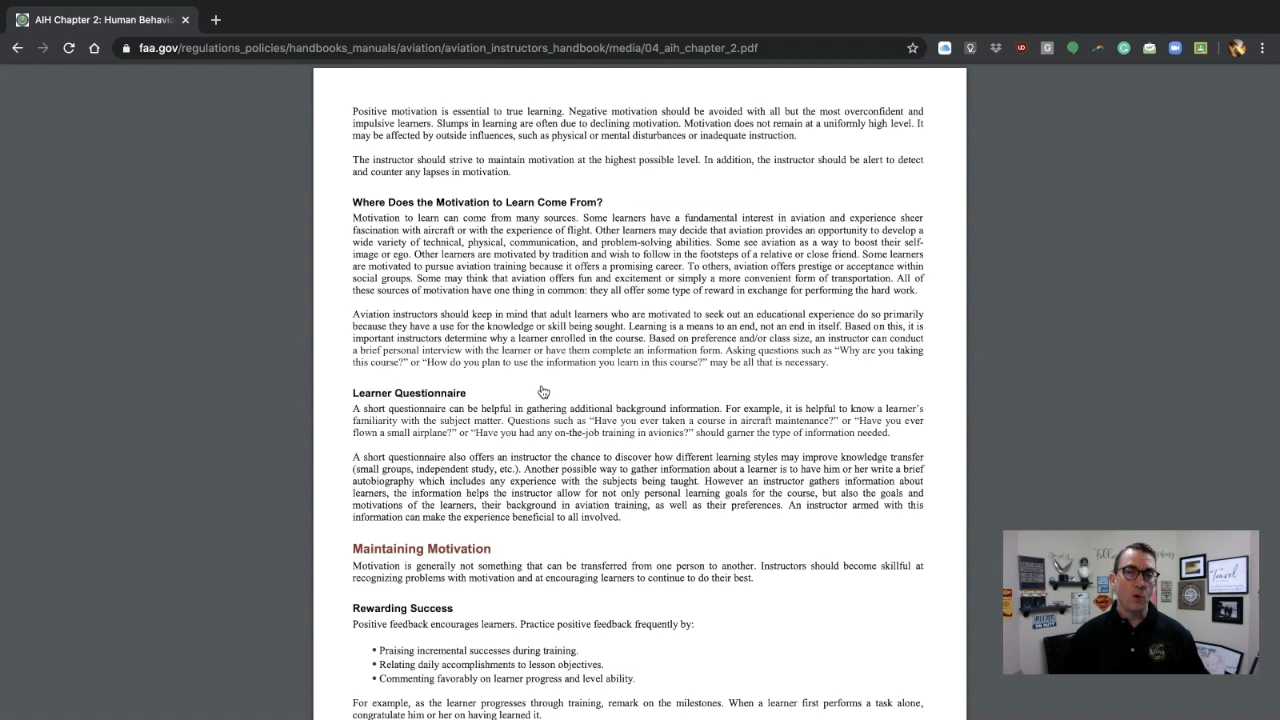 AIH Chapter 2: Human Behavio
faa.gov/regulations_policies/handbooks_manuals/aviation/aviation_instructors_handbook/media/04_aih_chapter_2.pdf
Positive motivation is essential to true learning. Negative motivation should be avoided with all but the most overconfident and
impulsive learners. Slumps in learning are often due to declining motivation. Motivation does not remain at a uniformly high level. It
may be affected by outside influences, such as physical or mental disturbances or inadequate instruction.
The instructor should strive to maintain motivation at the highest possible level. In addition, the instructor should be alert to detect
and counter any lapses in motivation.
Where Does the Motivation to Learn Come From?
Motivation to learn can come from many sources. Some learners have a fundamental interest in aviation and experience sheer
fascination with aircraft or with the experience of flight. Other learners may decide that aviation provides an opportunity to develop a
wide variety of technical, physical, communication, and problem-solving abilities. Some see aviation as a way to boost their self-
image or ego. Other learners are motivated by tradition and wish to follow in the footsteps of a relative or close friend. Some learners
are motivated to pursue aviation training because it offers a promising career. To others, aviation offers prestige or acceptance within
social groups. Some may think that aviation offers fun and excitement or simply a more convenient form of transportation. All of
these sources of motivation have one thing in common: they all offer some type of reward in exchange for performing the hard work.
Aviation instructors should keep in mind that adult learners who are motivated to seek out an educational experience do so primarily
because they have a use for the knowledge or skill being sought. Learning is a means to an end, not an end in itself. Based on this, it is
important instructors determine why a learner enrolled in the course. Based on preference and/or class size, an instructor can conduct
a brief personal interview with the learner or have them complete an information form. Asking questions such as “Why are you taking
this course?” or “How do you plan to use the information you learn in this course?” may be all that is necessary.
Learner Questionnaire
A short questionnaire can be helpful in gathering additional background information. For example, it is helpful to know a learner’s
familiarity with the subject matter. Questions such as “Have you ever taken a course in aircraft maintenance?” or “Have you ever
flown a small airplane?” or “Have you had any on-the-job training in avionics?” should garner the type of information needed.
A short questionnaire also offers an instructor the chance to discover how different learning styles may improve knowledge transfer
(small groups, independent study, etc.). Another possible way to gather information about a learner is to have him or her write a brief
autobiography which includes any experience with the subjects being taught. However an instructor gathers information about
learners, the information helps the instructor allow for not only personal learning goals for the course, but also the goals and
motivations of the learners, their background in aviation training, as well as their preferences. An instructor armed with this
information can make the experience beneficial to all involved.
Maintaining Motivation
Motivation is generally not something that can be transferred from one person to another. Instructors should become skillful at
recognizing problems with motivation and at encouraging learners to continue to do their best.
Rewarding Success
Positive feedback encourages learners. Practice positive feedback frequently by:
• Praising incremental successes during training.
• Relating daily accomplishments to lesson objectives.
• Commenting favorably on learner progress and level ability.
For example, as the learner progresses through training, remark on the milestones. When a learner first performs a task alone,
congratulate him or her on having learned it.
Travel